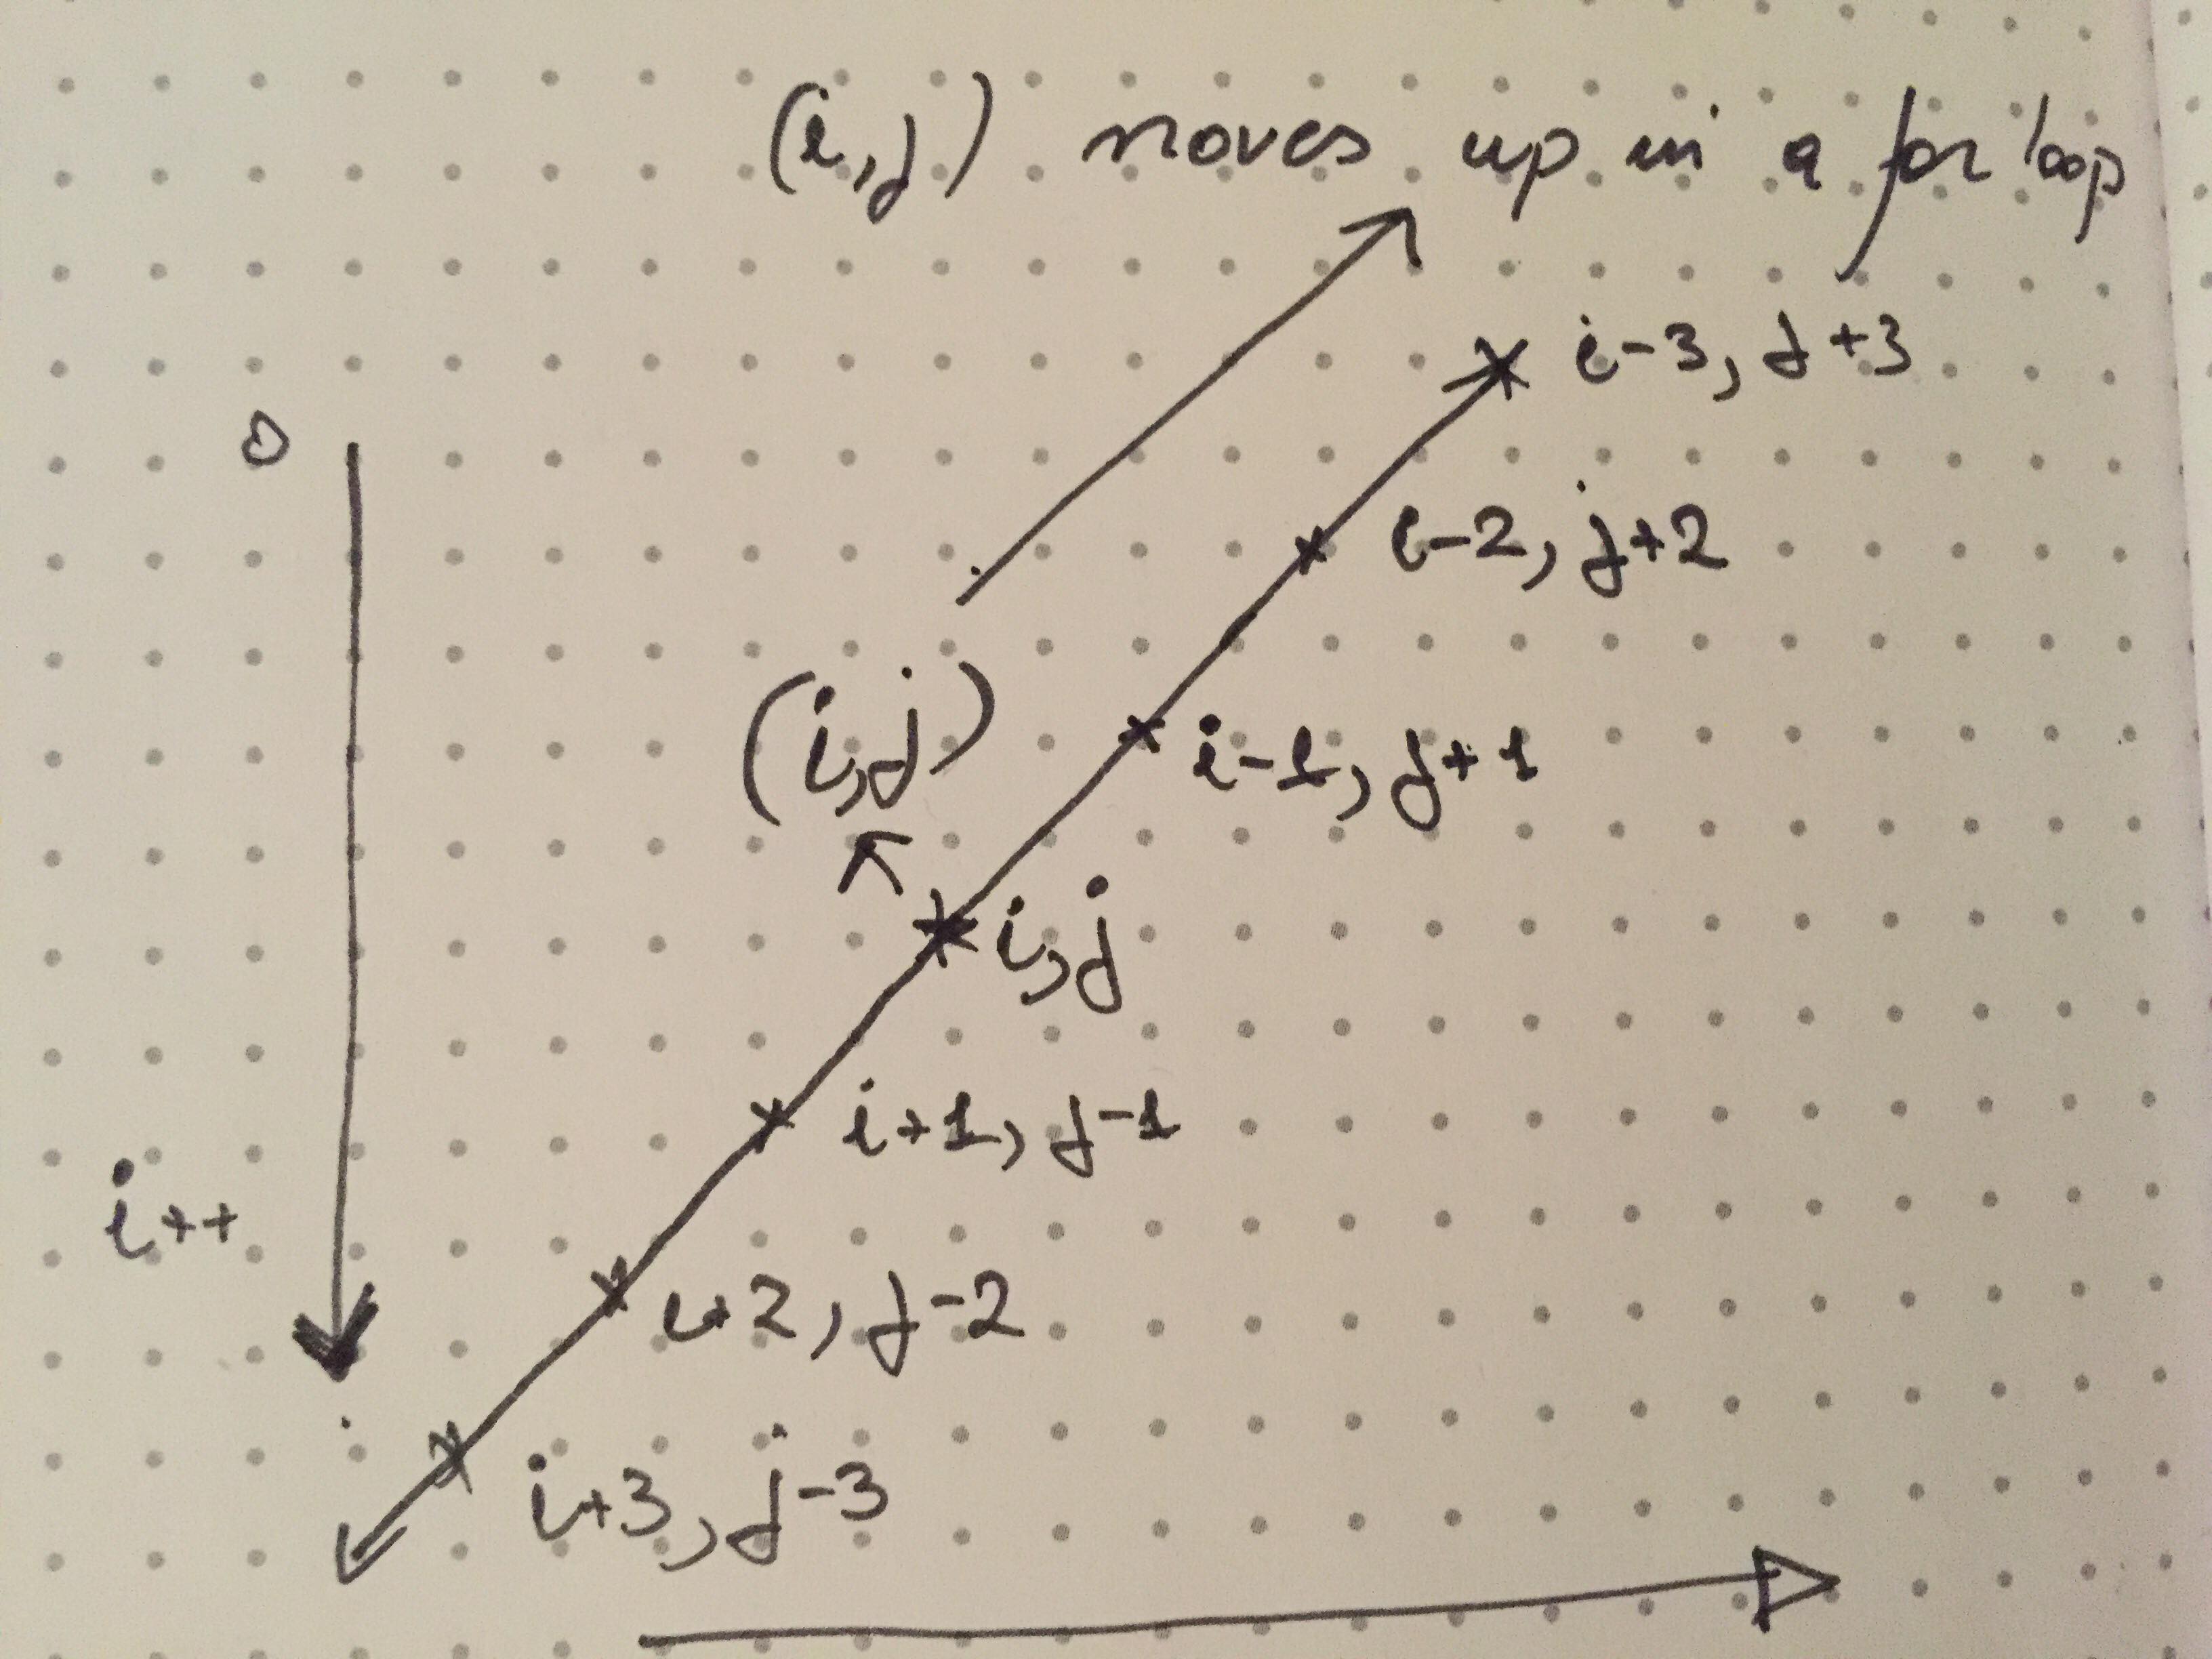 (i,j) moves up in a for loop
i-3, j+3
0
i-2, j+2
(i,j)
i-1, j+1
i,j
i+1, j-1
i++
i+2, j-2
i+3, j-3